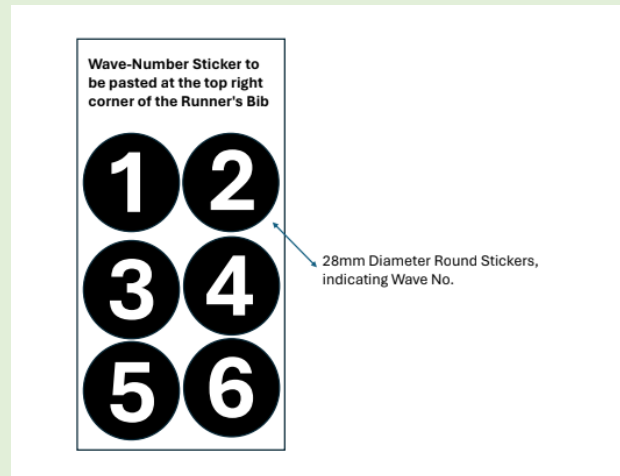 Wave-Number Sticker to
be pasted at the top right
corner of the Runner's Bib
1 2
3 4
5 6
28mm Diameter Round Stickers,
indicating Wave No.